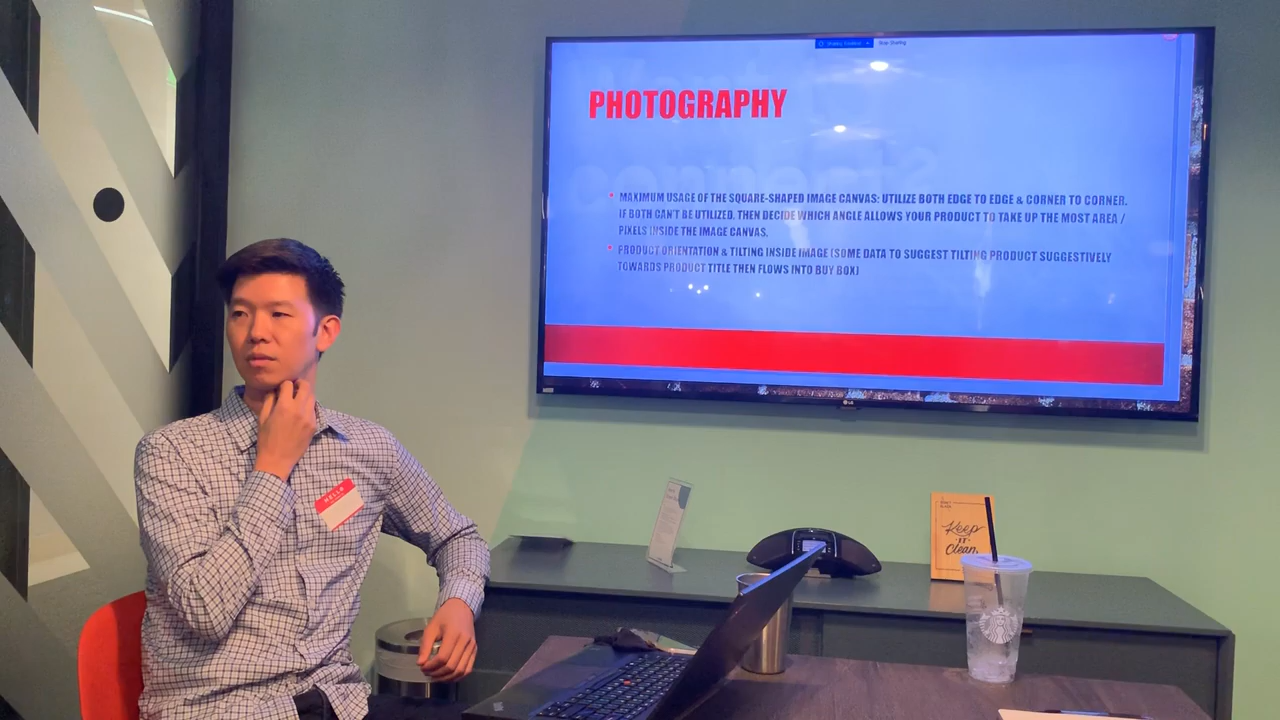 Stop Sharing
PHOTOGRAPHY
MAXIMUM USAGE OF THE SQUARE-SHAPED IMAGE CANVAS: UTILIZE BOTH EDGE TO EDGE & CORNER TO CORNER.
IF BOTH CAN'T BE UTILIZED. THEN DECIDE WHICH ANGLE ALLOWS YOUR PRODUCT TO TAKE UP THE MOST AREA /
PIXELS INSIDE THE IMAGE CANVAS.
PRODUCT ORIENTATION & TILTING INSIDE IMAGE (SOME DATA TO SUGGEST TILTING PRODUCT SUGGESTIVELY
TOWARDS PRODUCT TITLE THEN FLOWS INTO BUY BOX)
LG
HELLO
Keep
IT
Clean